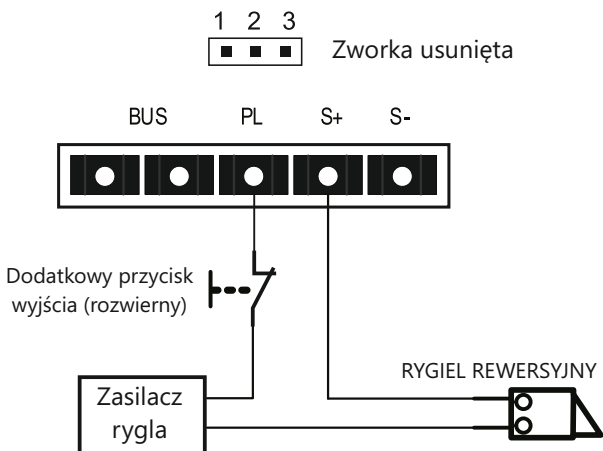 1 2 3
Zworka usunięta
BUS PL S+ S-
Dodatkowy przycisk
wyjścia (rozwierny)
RYGIEL REWERSYJNY
Zasilacz
rygla